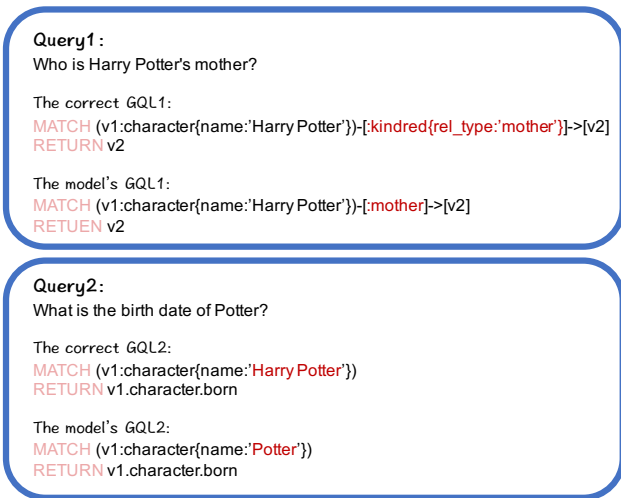 Query1:
Who is Harry Potter's mother?
The correct GQL1:
MATCH (v1:character{name:'Harry Potter'})-[:kindred{rel_type:'mother'}]->[v2]
RETURN v2
The model's GQL1:
MATCH (v1:character{name:'Harry Potter'})-[:mother]->[v2]
RETUEN v2
Query2:
What is the birth date of Potter?
The correct GQL2:
MATCH (v1:character{name:'Harry Potter'})
RETURN v1.character.born
The model's GQL2:
MATCH (v1:character{name:'Potter'})
RETURN v1.character.born